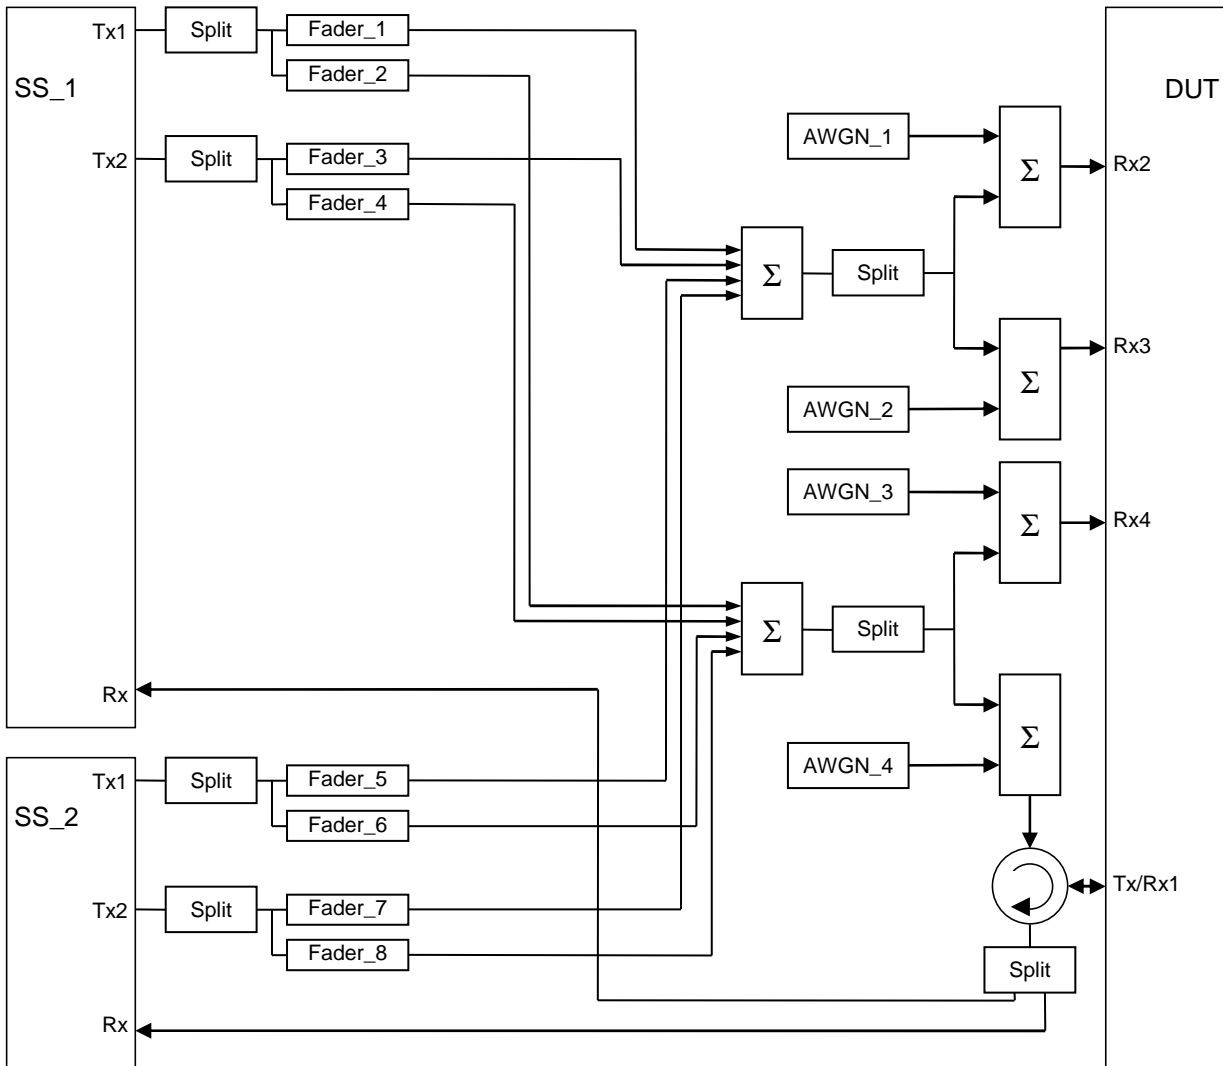 Tx1
Split
Fader_1
Fader_2
SS_1
DUT
AWGN_1
Σ
Rx2
Tx2
Split
Fader_3
Fader_4
Σ
Split
Σ
Rx3
AWGN_2
AWGN_3
Σ
Rx4
Σ
Split
Rx
Σ
AWGN_4
Tx1
Split
Fader_5
SS_2
Fader_6
Tx/Rx1
Tx2
Split
Fader_7
Fader_8
Split
Rx